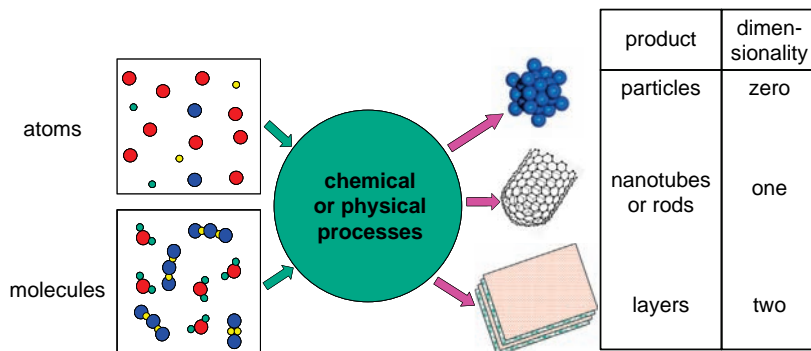 atoms
molecules
chemical
or physical
processes
product
dimen-
sionality
particles
zero
nanotubes
or rods
one
layers
two